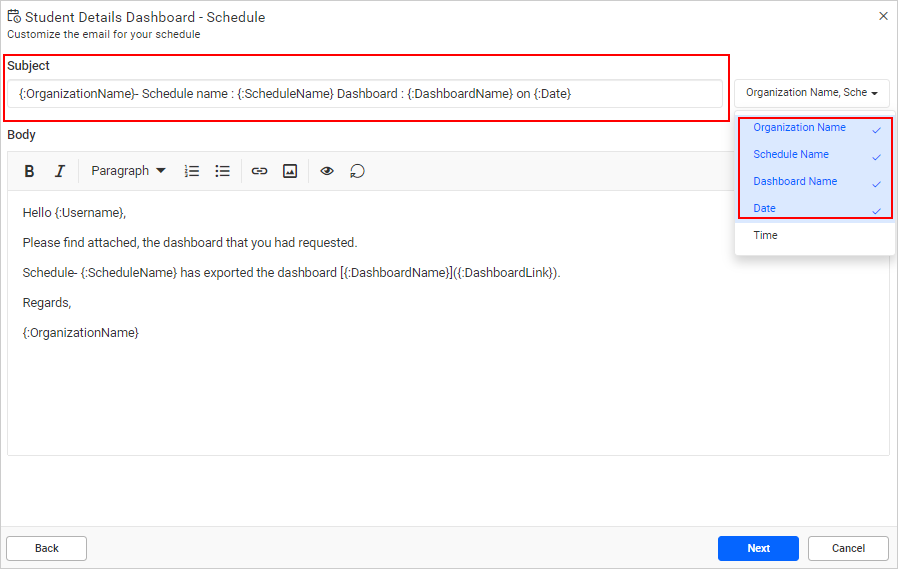 Student Details Dashboard - Schedule
Customize the email for your schedule
Subject
{:OrganizationName}- Schedule name : {:ScheduleName} Dashboard : {:DashboardName} on {:Date}
Organization Name, Sche
Organization Name
Schedule Name
Dashboard Name
Date
Time
Body
B I Paragraph
Hello {:Username},
Please find attached, the dashboard that you had requested.
Schedule- {:ScheduleName} has exported the dashboard [{:DashboardName}]({:DashboardLink}).
Regards,
{:OrganizationName}
Back
Next
Cancel